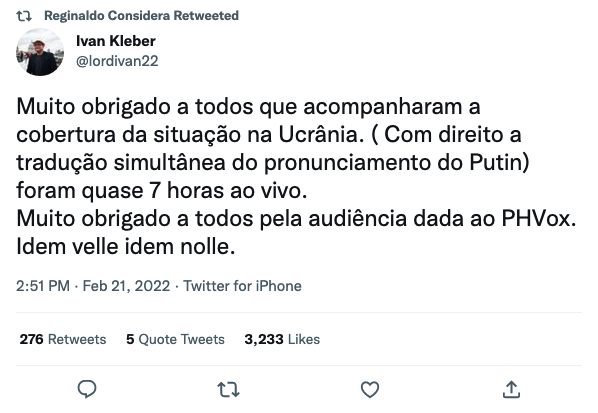 Reginaldo Considera Retweeted
Ivan Kleber
@lordivan22
Muito obrigado a todos que acompanharam a
cobertura da situação na Ucrânia. ( Com direito a
tradução simultânea do pronunciamento do Putin)
foram quase 7 horas ao vivo.
Muito obrigado a todos pela audiência dada ao PHVox.
Idem velle idem nolle.
2:51 PM · Feb 21, 2022 · Twitter for iPhone
276 Retweets 5 Quote Tweets 3,233 Likes